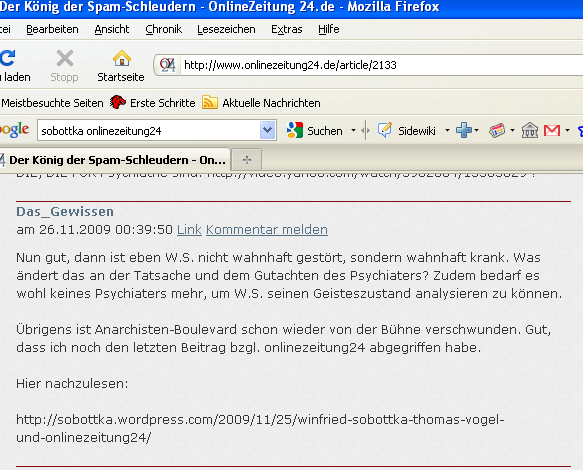 Der König der Spam-Schleudern - OnlineZeitung 24.de - Mozilla Firefox
tei Bearbeiten Ansicht Chronik Lesezeichen Extras Hilfe
u laden Stopp Startseite http://www.onlinezeitung24.de/article/2133
Meistbesuchte Seiten Erste Schritte Aktuelle Nachrichten
oogle sobottka onlinezeitung24 Suchen Sidewiki
Der König der Spam-Schleudern - On...
Das_Gewissen
am 26.11.2009 00:39:50 Link Kommentar melden
Nun gut, dann ist eben W.S. nicht wahnhaft gestört, sondern wahnhaft krank. Was
ändert das an der Tatsache und dem Gutachten des Psychiaters? Zudem bedarf es
wohl keines Psychiaters mehr, um W.S. seinen Geisteszustand analysieren zu können.
Übrigens ist Anarchisten-Boulevard schon wieder von der Bühne verschwunden. Gut,
dass ich noch den letzten Beitrag bzgl. onlinezeitung24 abgegriffen habe.
Hier nachzulesen:
http://sobottka.wordpress.com/2009/11/25/winfried-sobottka-thomas-vogel-
und-onlinezeitung24/